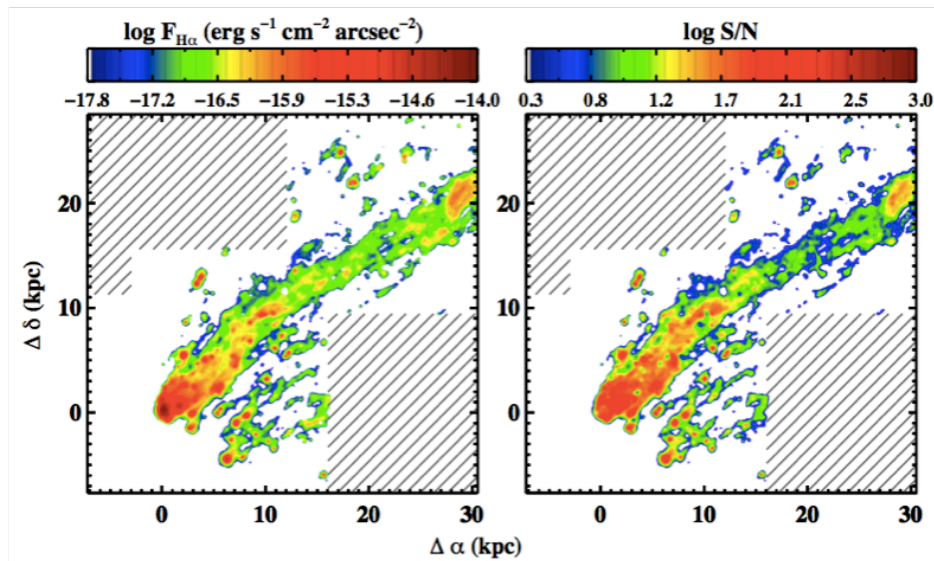 log F_Hα (erg s⁻¹ cm⁻² arcsec⁻²)
log S/N
−17.8 −17.2 −16.5 −15.9 −15.3 −14.6 −14.0
0.3 0.8 1.2 1.7 2.1 2.5 3.0
20
10
0
Δ δ (kpc)
0 10 20 30
0 10 20 30
Δ α (kpc)